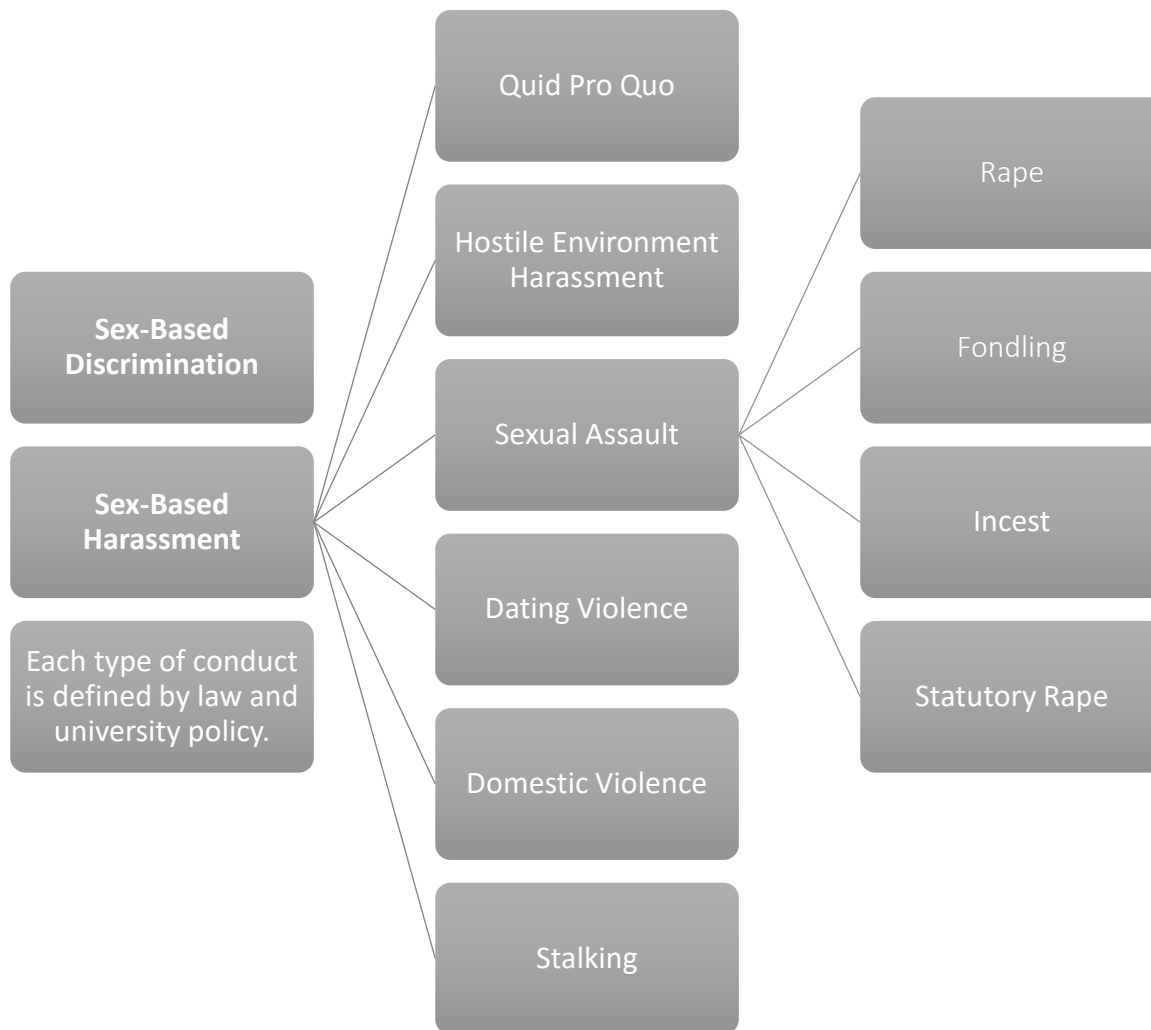 Sex-Based
Discrimination
Sex-Based
Harassment
Each type of conduct
is defined by law and
university policy.
Quid Pro Quo
Hostile Environment
Harassment
Sexual Assault
Dating Violence
Domestic Violence
Stalking
Rape
Fondling
Incest
Statutory Rape